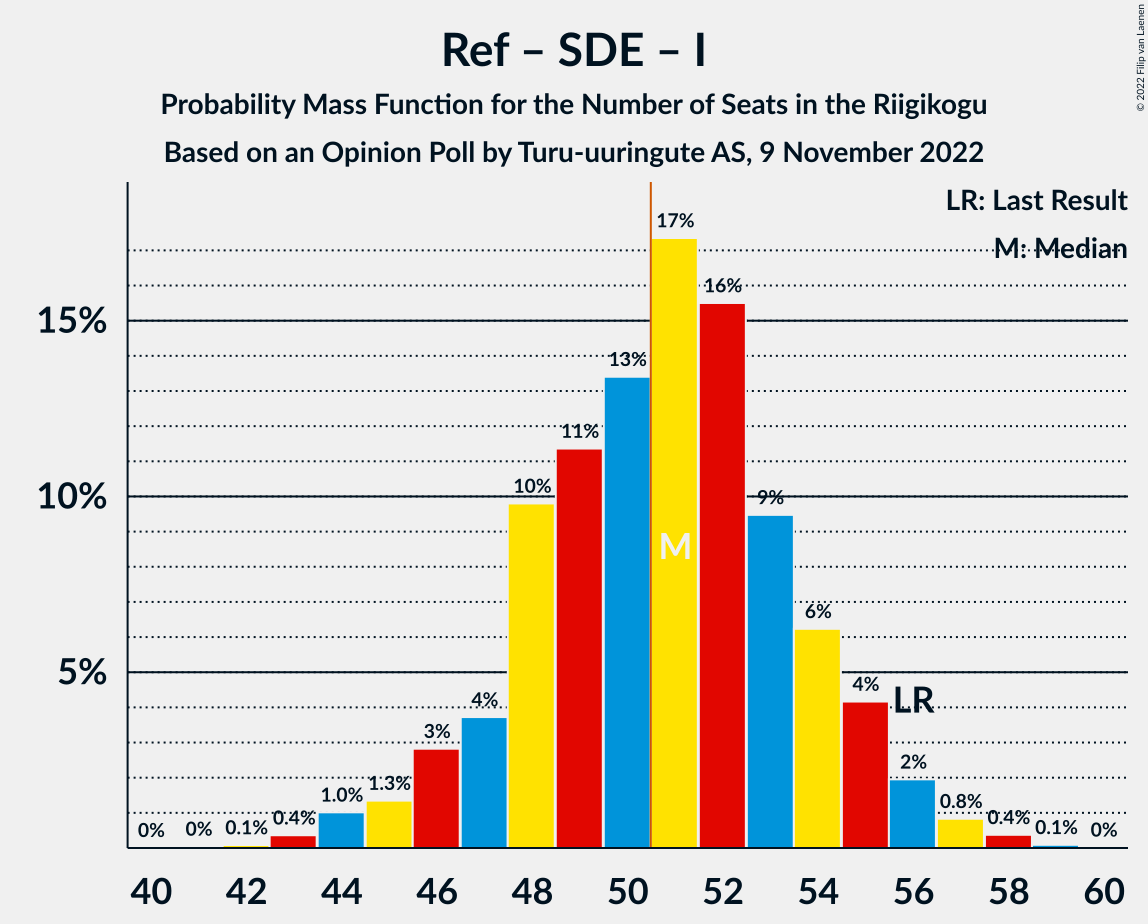 Ref – SDE – I
Probability Mass Function for the Number of Seats in the Riigikogu
Based on an Opinion Poll by Turu-uuringute AS, 9 November 2022
© 2022 Filip van Laenen
LR: Last Result
M: Median
15%
10%
5%
0%
0%
0.1%
0.4%
1.0%
1.3%
3%
4%
10%
11%
13%
17%
16%
9%
6%
4%
2%
0.8%
0.4%
0.1%
0%
M
LR
40 42 44 46 48 50 52 54 56 58 60